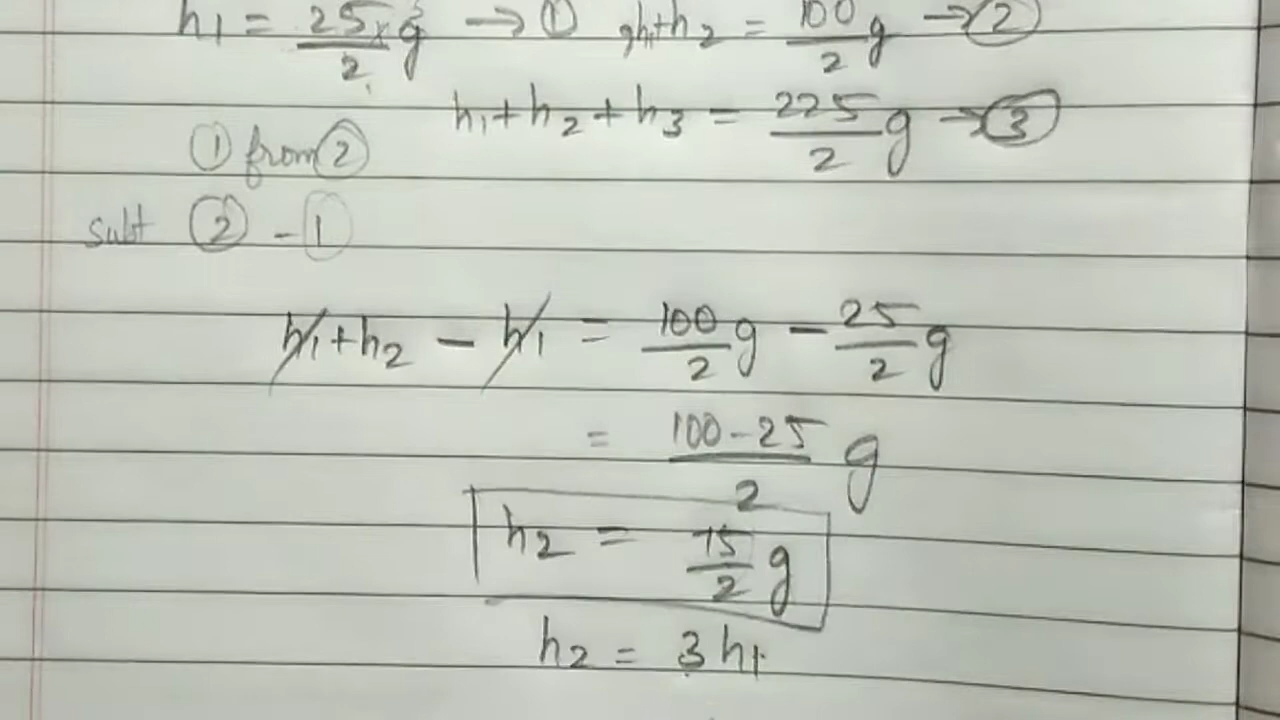 h₁ = 25/2 × g → ① gh₁+h₂ = 100/2 g → ②
h₁+h₂+h₃ = 225/2 g → ③
① from ②
subt ② - ①
h₁+h₂ - h₁ = 100/2 g - 25/2 g
= 100-25/2 g
h₂ = 75/2 g
h₂ = 3h₁